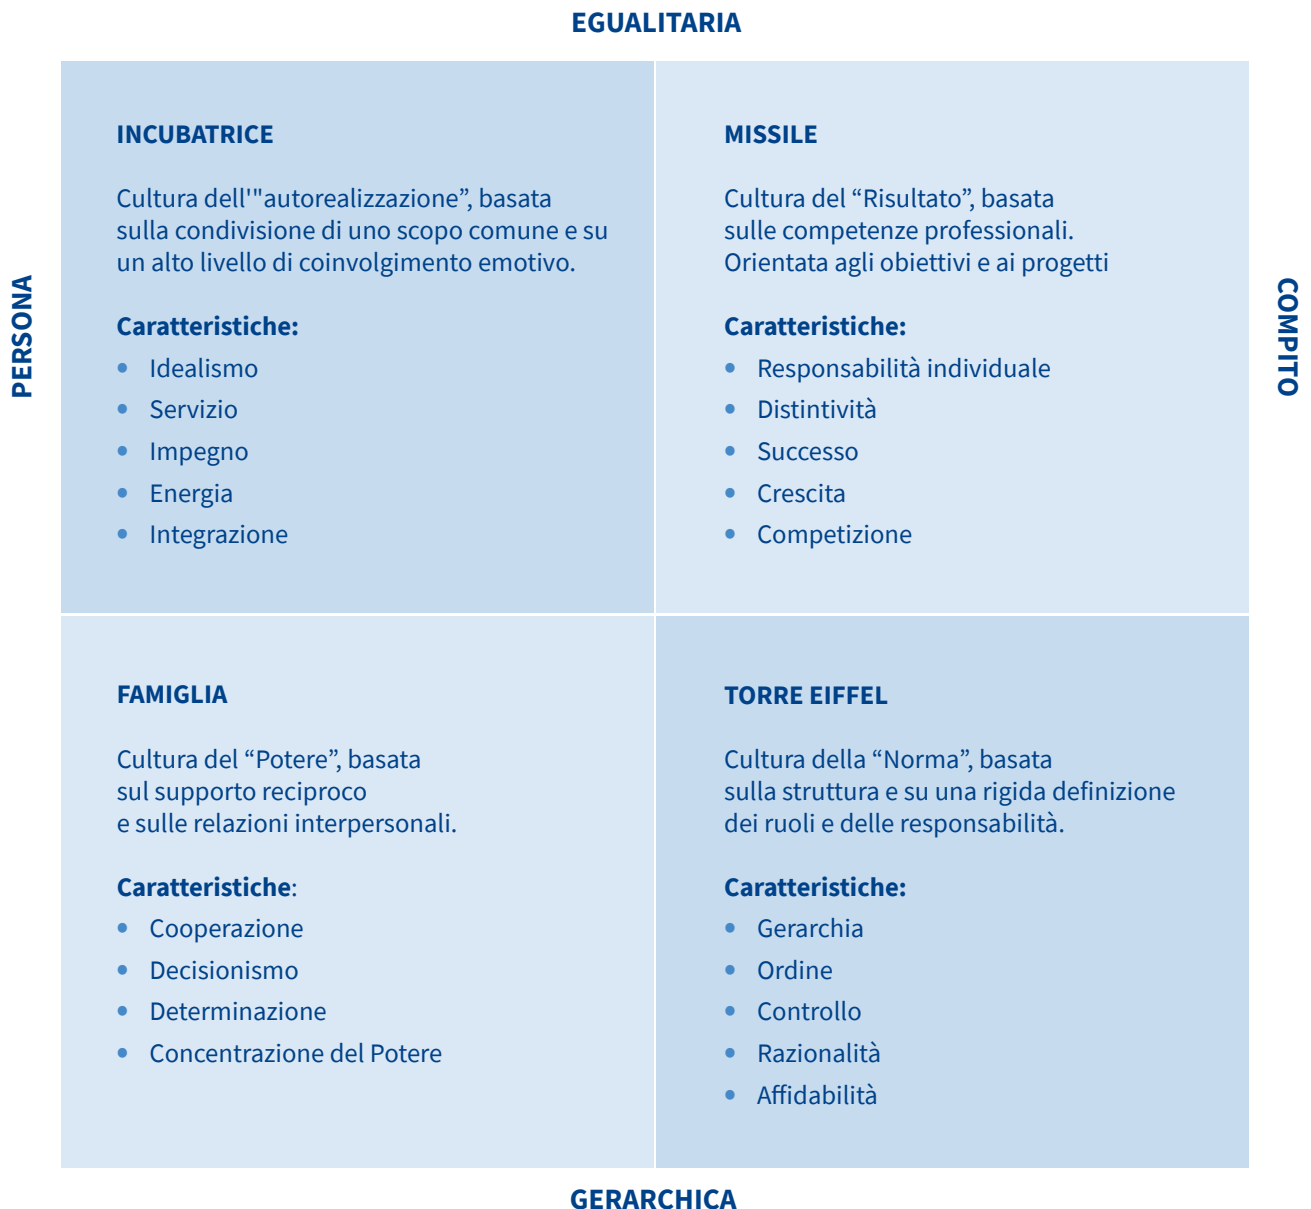 EGUALITARIA
PERSONA
INCUBATRICE
Cultura dell'"autorealizzazione”, basata
sulla condivisione di uno scopo comune e su
un alto livello di coinvolgimento emotivo.
Caratteristiche:
• Idealismo
• Servizio
• Impegno
• Energia
• Integrazione
MISSILE
Cultura del “Risultato”, basata
sulle competenze professionali.
Orientata agli obiettivi e ai progetti
Caratteristiche:
• Responsabilità individuale
• Distintività
• Successo
• Crescita
• Competizione
COMPITO
FAMIGLIA
Cultura del “Potere”, basata
sul supporto reciproco
e sulle relazioni interpersonali.
Caratteristiche:
• Cooperazione
• Decisionismo
• Determinazione
• Concentrazione del Potere
TORRE EIFFEL
Cultura della “Norma”, basata
sulla struttura e su una rigida definizione
dei ruoli e delle responsabilità.
Caratteristiche:
• Gerarchia
• Ordine
• Controllo
• Razionalità
• Affidabilità
GERARCHICA